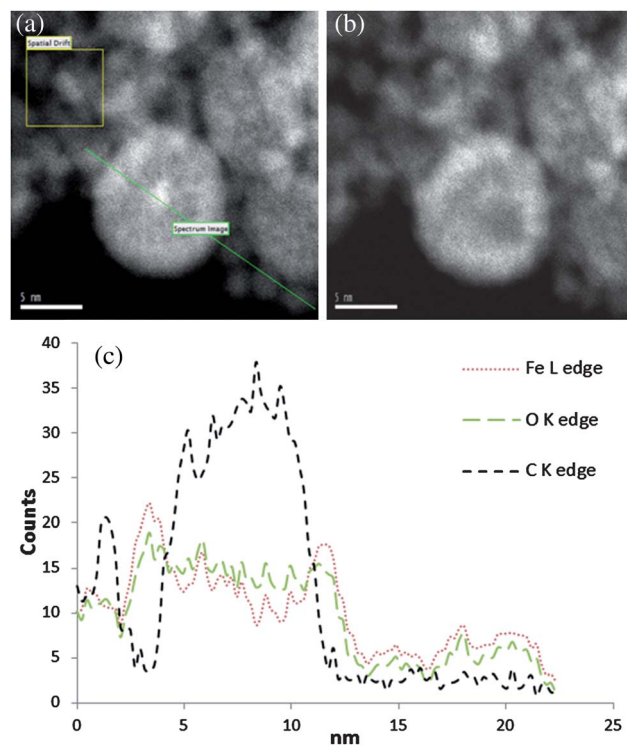 (a)
Spatial Drift
Spectrum Image
5 nm
(b)
5 nm
(c)
40
35
30
25
20
15
10
5
0
Counts
Fe L edge
O K edge
C K edge
0 5 10 15 20 25
nm